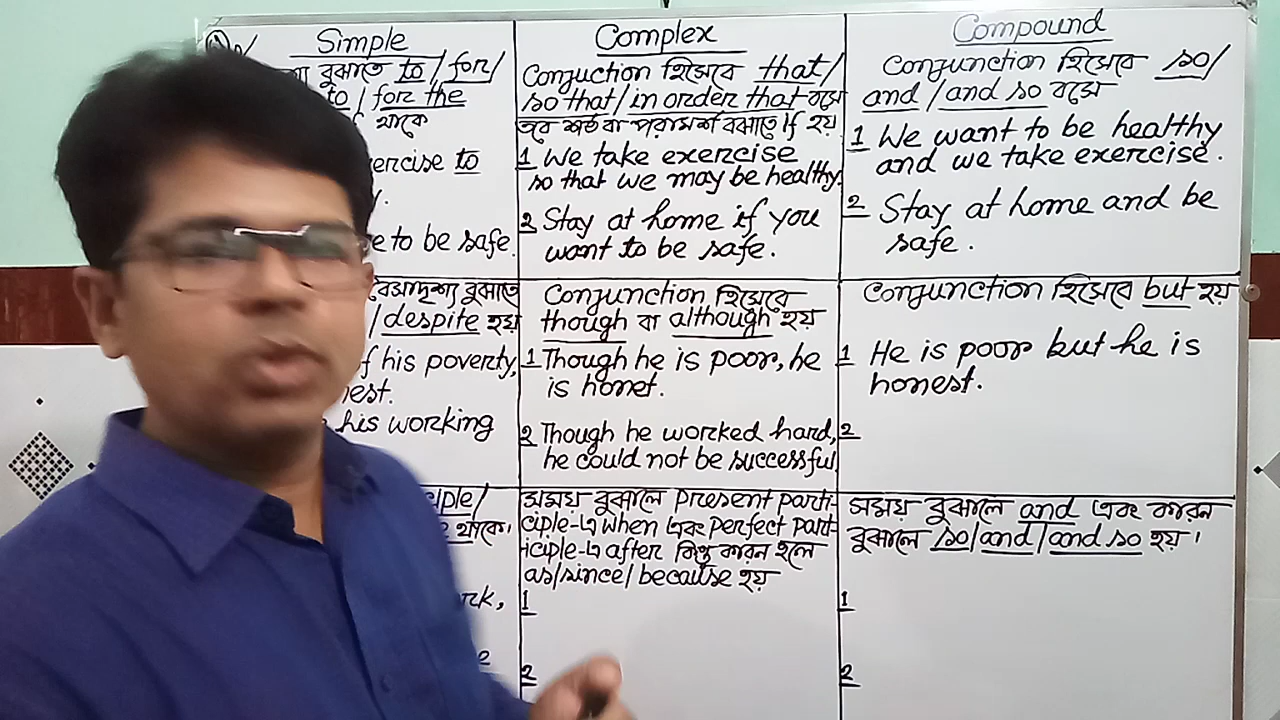 Simple
বুঝাতে to/for/
to/for the
থাকে
exercise to
e to be safe.
বৈসাদৃশ্য বুঝাতে
/despite হয়
f his poverty,
nest.
his working
ciple/
থাকে।
ork,
e
Complex
Conjuction হিসেবে that/
so that/in order that বসে
তবে শর্ত বা পরামর্শ বঝাতে If হয়
1 We take exercise
so that we may be healthy.
2 Stay at home if you
want to be safe.
Conjunction হিসেবে
though বা although হয়
1 Though he is poor, he
is honet.
2 Though he worked hard,
he could not be successful
সময় বুঝালে present parti-
ciple-এ when এবং perfect part-
iciple-এ after কিন্তু কারন হলে
as/since/because হয়
1
2
Compound
Conjunction হিসেবে so/
and/and so বসে
1 We want to be healthy
and we take exercise.
2 Stay at home and be
safe.
Conjunction হিসেবে but হয়
1 He is poor but he is
honest.
2
সময় বুঝালে and এবং কারন
বুঝালে so/and/and so হয়।
1
2